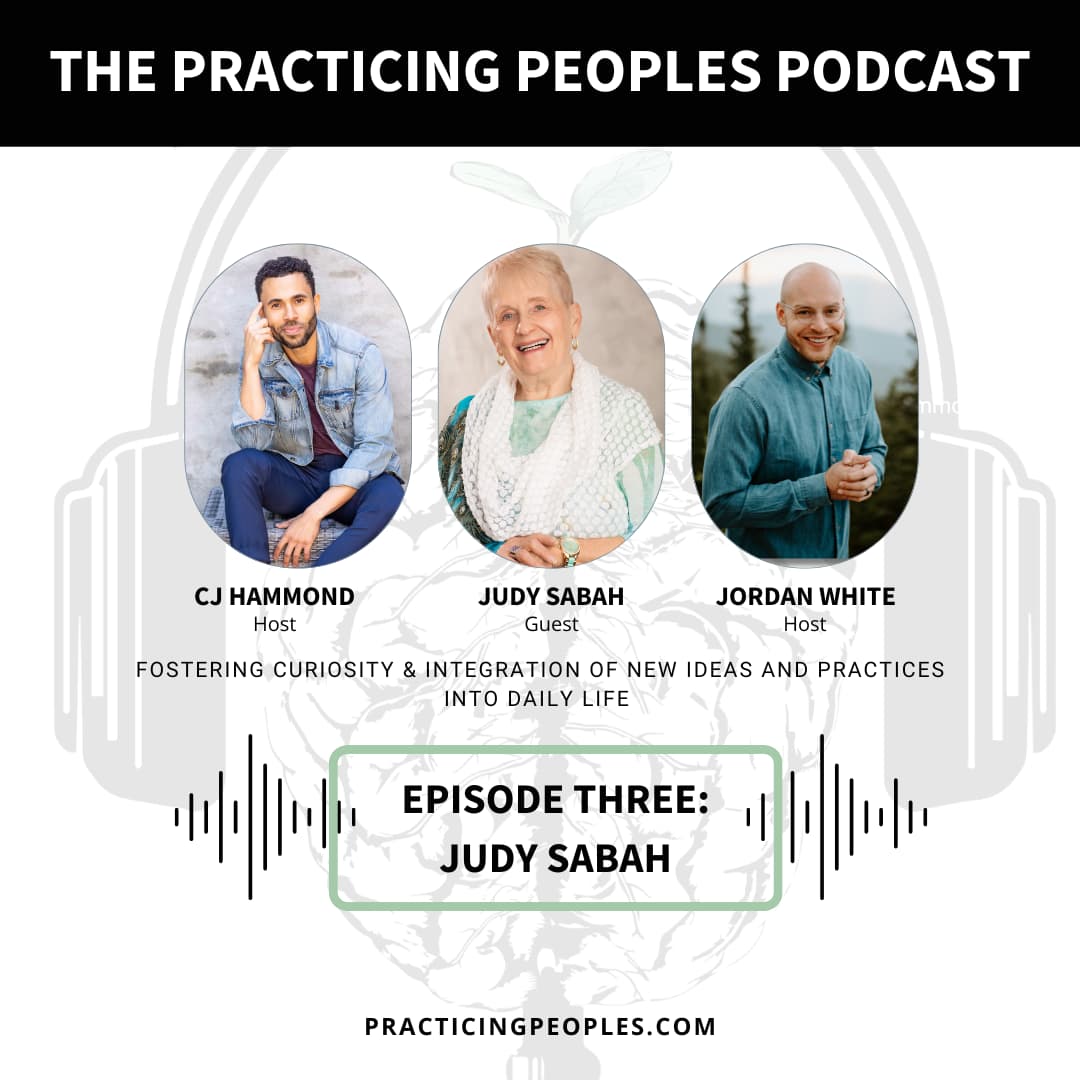 THE PRACTICING PEOPLES PODCAST
CJ HAMMOND
Host
JUDY SABAH
Guest
JORDAN WHITE
Host
FOSTERING CURIOSITY & INTEGRATION OF NEW IDEAS AND PRACTICES
INTO DAILY LIFE
EPISODE THREE:
JUDY SABAH
PRACTICINGPEOPLES.COM